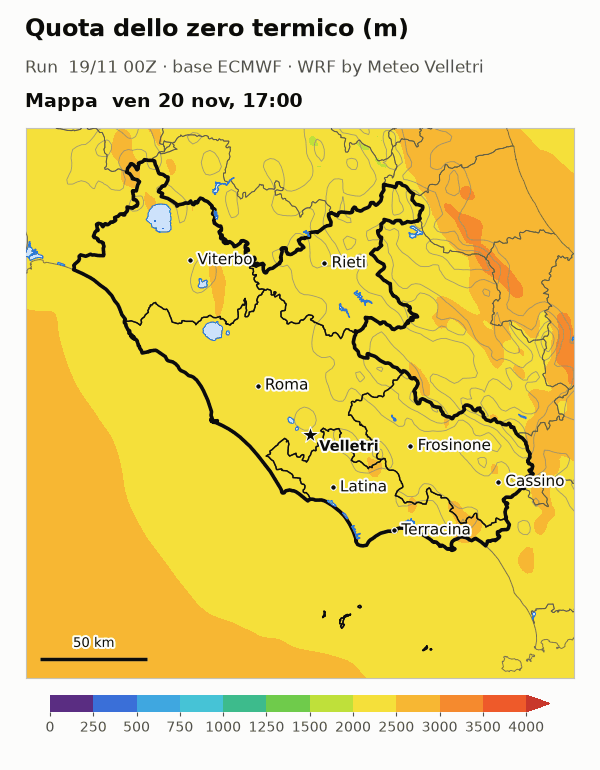 Quota dello zero termico (m)
Run 19/11 00Z · base ECMWF · WRF by Meteo Velletri
Mappa ven 20 nov, 17:00
Viterbo
Rieti
Roma
Velletri
Frosinone
Latina
Cassino
Terracina
50 km
0 250 500 750 1000 1250 1500 2000 2500 3000 3500 4000